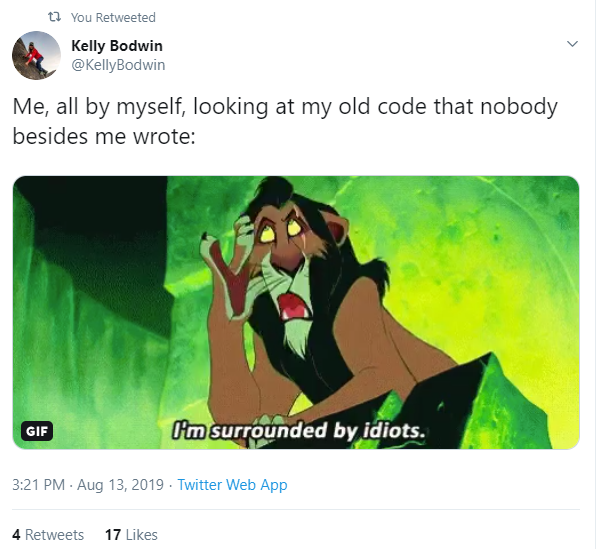 You Retweeted
Kelly Bodwin
@KellyBodwin
Me, all by myself, looking at my old code that nobody
besides me wrote:
GIF
I'm surrounded by idiots.
3:21 PM · Aug 13, 2019 · Twitter Web App
4 Retweets 17 Likes